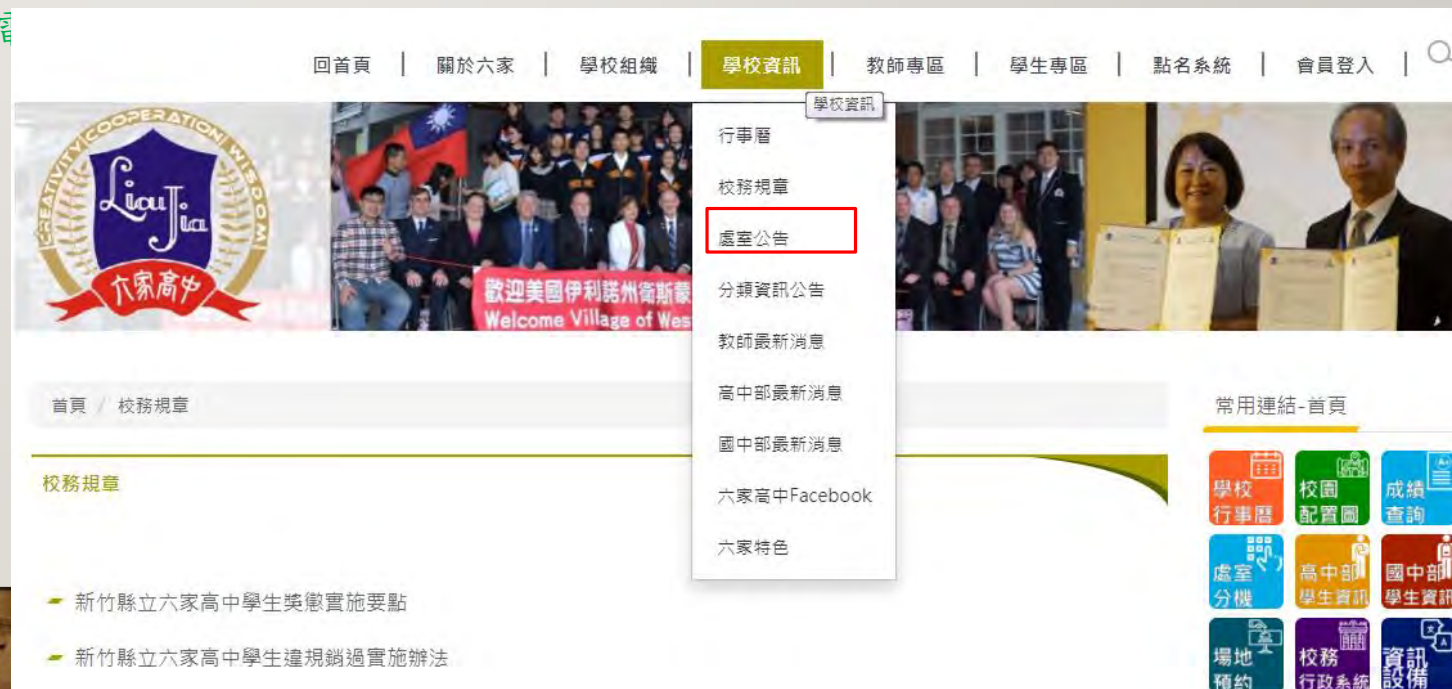 回首頁 | 關於六家 | 學校組織 | 學校資訊 | 教師專區 | 學生專區 | 點名系統 | 會員登入 |
學校資訊
行事曆
校務規章
處室公告
分類資訊公告
教師最新消息
高中部最新消息
國中部最新消息
六家高中Facebook
六家特色
CREATIVITY COOPERATION WISDOM
Liou Jia
六家高中
歡迎美國伊利諾州衛斯蒙
Welcome Village of Wes
首頁 / 校務規章
校務規章
新竹縣立六家高中學生獎懲實施要點
新竹縣立六家高中學生違規銷過實施辦法
常用連結-首頁
學校
行事曆
校園
配置圖
成績
查詢
處室
分機
高中部
學生資訊
國中部
學生資訊
場地
預約
校務
行政系統
資訊
設備